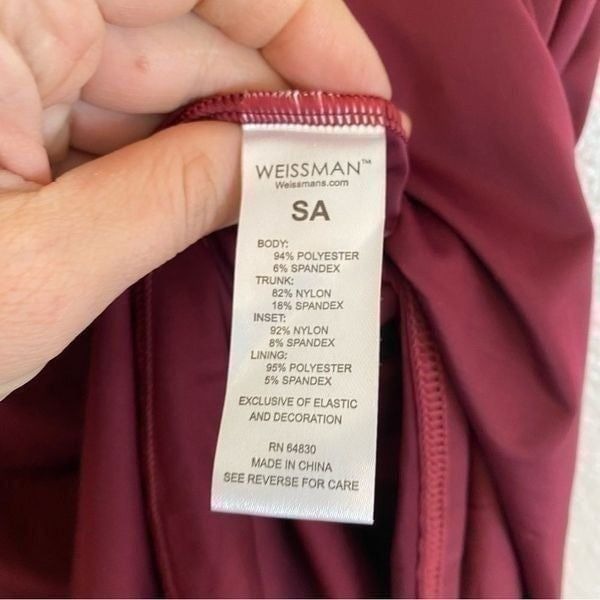 WEISSMAN™
Weissmans.com
SA
BODY:
94% POLYESTER
6% SPANDEX
TRUNK:
82% NYLON
18% SPANDEX
INSET:
92% NYLON
8% SPANDEX
LINING:
95% POLYESTER
5% SPANDEX
EXCLUSIVE OF ELASTIC
AND DECORATION
RN 64830
MADE IN CHINA
SEE REVERSE FOR CARE